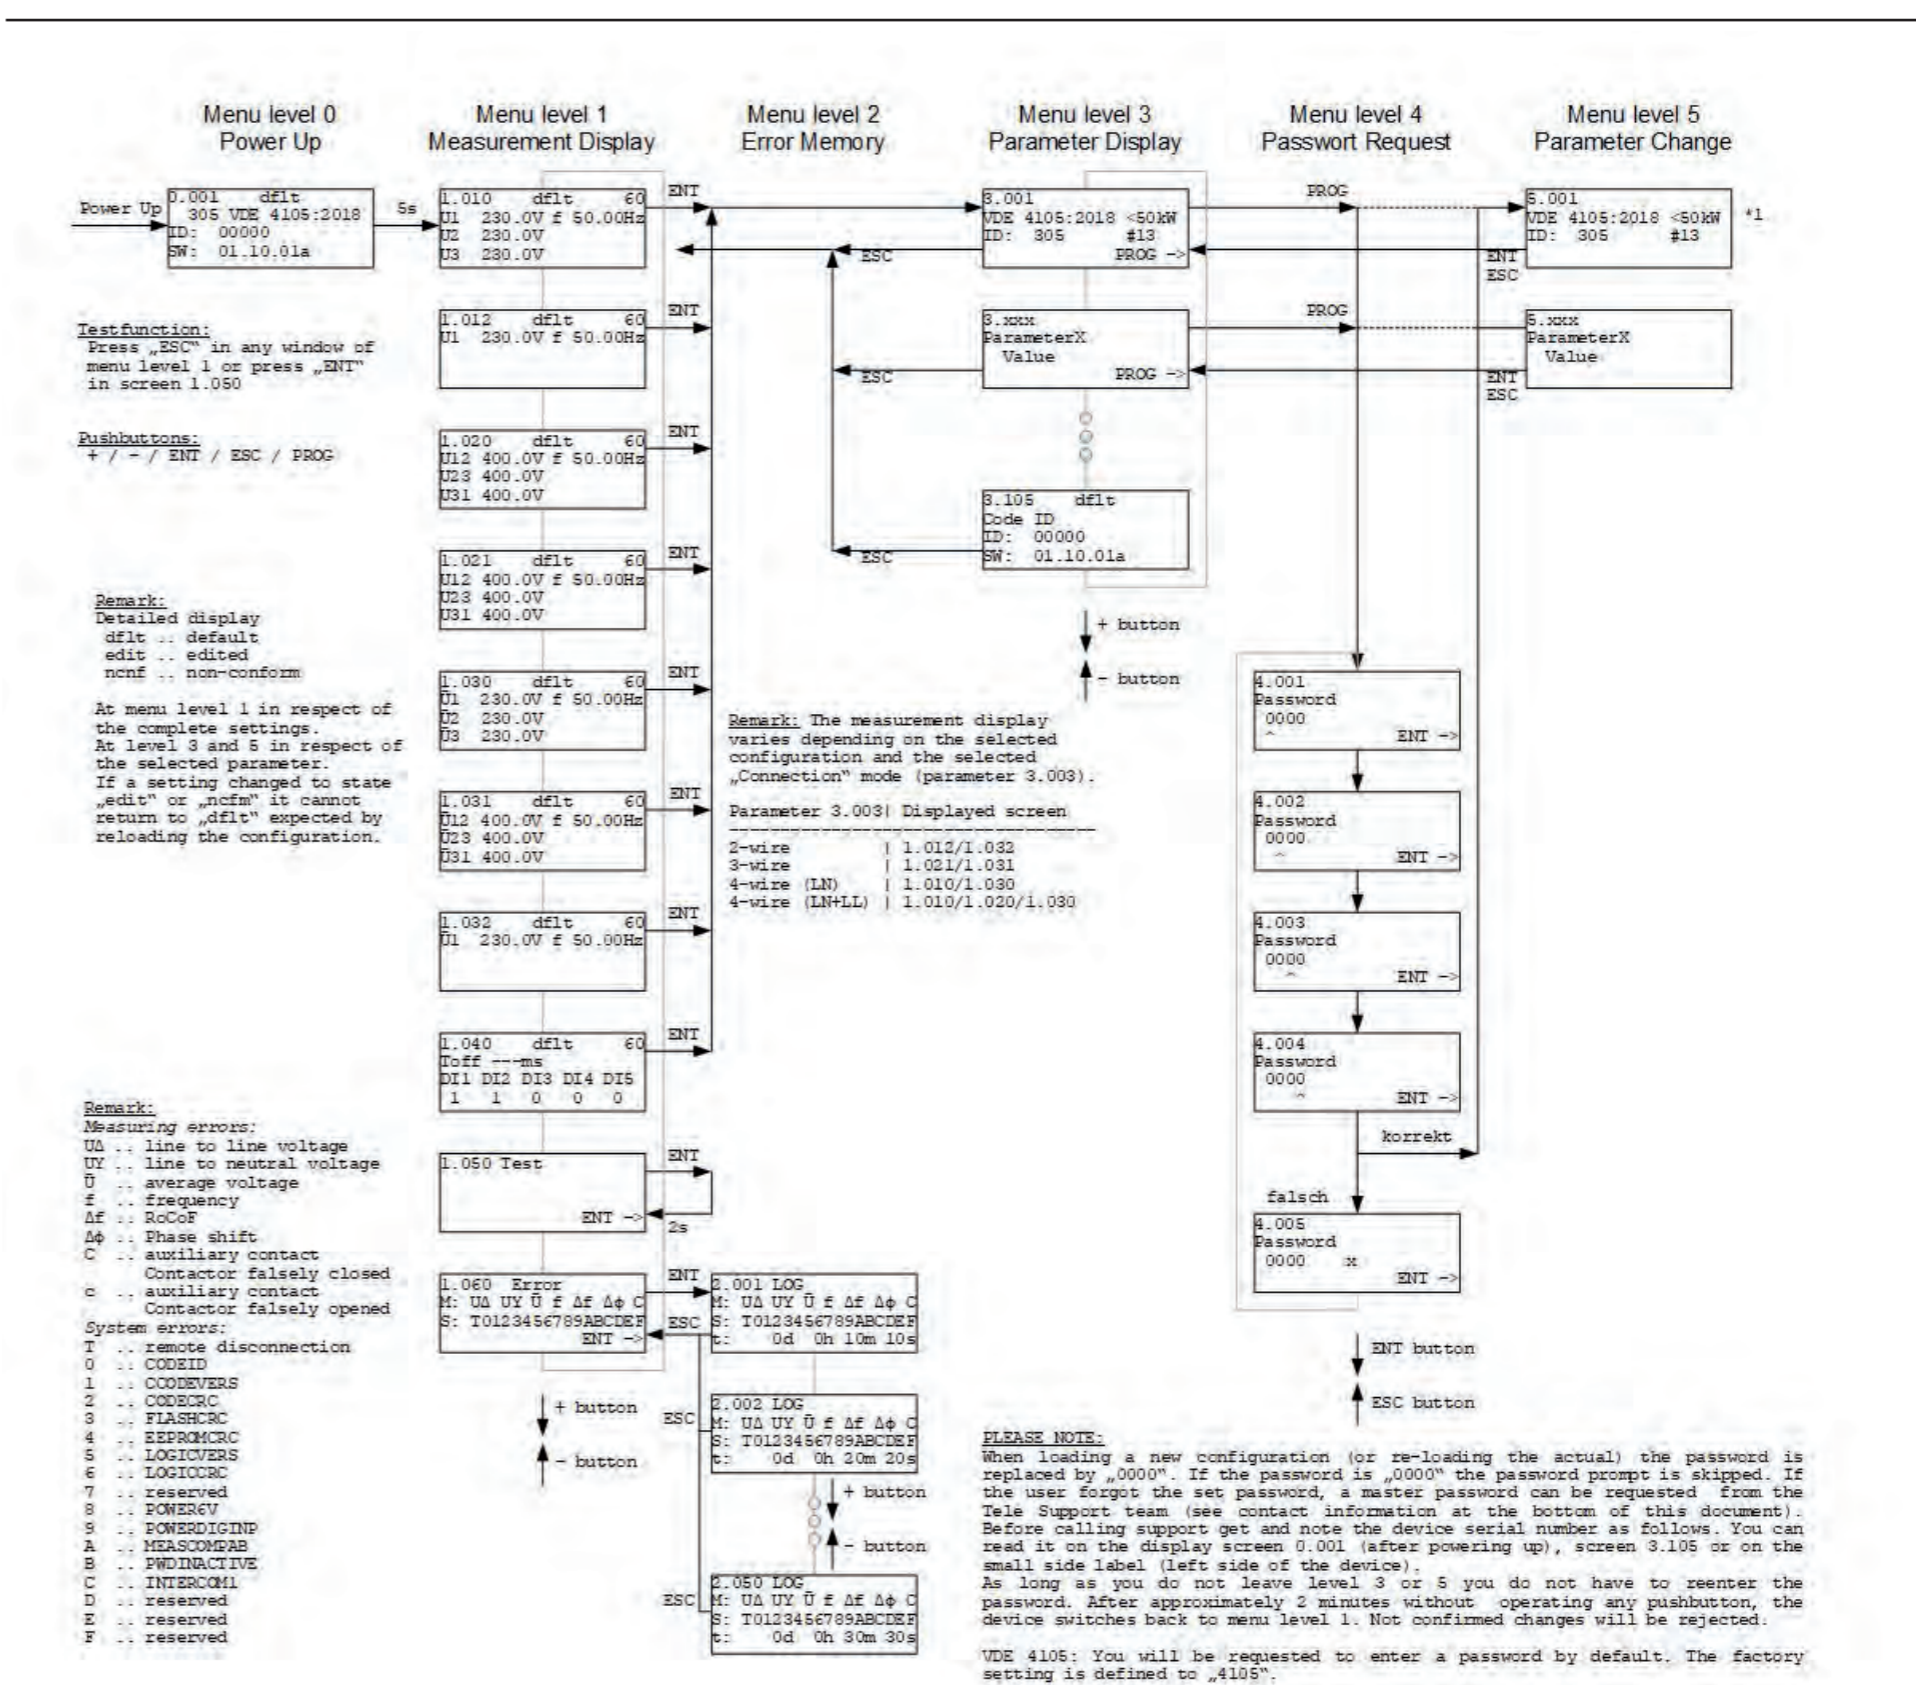 Menu level 0
Power Up
Menu level 1
Measurement Display
Menu level 2
Error Memory
Menu level 3
Parameter Display
Menu level 4
Passwort Request
Menu level 5
Parameter Change
Power Up
0.001 dflt
305 VDE 4105:2018
ID: 00000
SW: 01.10.01a
5s
1.010 dflt 60
U1 230.0V f 50.00Hz
U2 230.0V
U3 230.0V
ENT
ESC
3.001
VDE 4105:2018 <50kW
ID: 305 #13
PROG ->
PROG
5.001
VDE 4105:2018 <50kW
ID: 305 #13
*1
ENT
ESC
Testfunction:
Press „ESC“ in any window of
menu level 1 or press „ENT“
in screen 1.050
1.012 dflt 60
U1 230.0V f 50.00Hz
ENT
ESC
3.xxx
ParameterX
Value
PROG ->
PROG
5.xxx
ParameterX
Value
ENT
ESC
Pushbuttons:
+ / - / ENT / ESC / PROG
1.020 dflt 60
U12 400.0V f 50.00Hz
U23 400.0V
U31 400.0V
ENT
3.105 dflt
Code ID
ID: 00000
SW: 01.10.01a
ESC
1.021 dflt 60
U12 400.0V f 50.00Hz
U23 400.0V
U31 400.0V
ENT
+ button
- button
Remark:
Detailed display
dflt .. default
edit .. edited
ncnf .. non-conform
At menu level 1 in respect of
the complete settings.
At level 3 and 5 in respect of
the selected parameter.
If a setting changed to state
„edit“ or „ncfm“ it cannot
return to „dflt“ expected by
reloading the configuration.
1.030 dflt 60
Ū1 230.0V f 50.00Hz
Ū2 230.0V
Ū3 230.0V
ENT
1.031 dflt 60
Ū12 400.0V f 50.00Hz
Ū23 400.0V
Ū31 400.0V
ENT
1.032 dflt 60
Ū1 230.0V f 50.00Hz
ENT
1.040 dflt 60
Toff ---ms
DI1 DI2 DI3 DI4 DI5
1 1 0 0 0
ENT
Remark: The measurement display
varies depending on the selected
configuration and the selected
„Connection“ mode (parameter 3.003).
Parameter 3.003| Displayed screen
------------------------------------
2-wire | 1.012/1.032
3-wire | 1.021/1.031
4-wire (LN) | 1.010/1.030
4-wire (LN+LL) | 1.010/1.020/1.030
4.001
Password
0000
^ ENT ->
4.002
Password
0000
^ ENT ->
4.003
Password
0000
^ ENT ->
4.004
Password
0000
^ ENT ->
korrekt
falsch
4.005
Password
0000 x
ENT ->
ENT button
ESC button
Remark:
Measuring errors:
UΔ .. line to line voltage
UY .. line to neutral voltage
Ū .. average voltage
f .. frequency
Δf .. RoCoF
Δϕ .. Phase shift
C .. auxiliary contact
Contactor falsely closed
c .. auxiliary contact
Contactor falsely opened
System errors:
T .. remote disconnection
0 .. CODEID
1 .. CCODEVERS
2 .. CODECRC
3 .. FLASHCRC
4 .. EEPROMCRC
5 .. LOGICVERS
6 .. LOGICCRC
7 .. reserved
8 .. POWER6V
9 .. POWERDIGINP
A .. MEASCOMPAB
B .. PWDINACTIVE
C .. INTERCOM1
D .. reserved
E .. reserved
F .. reserved
1.050 Test
ENT ->
ENT
2s
1.060 Error
M: UΔ UY Ū f Δf Δϕ C
S: T0123456789ABCDEF
ENT ->
ENT
ESC
+ button
- button
2.001 LOG
M: UΔ UY Ū f Δf Δϕ C
S: T0123456789ABCDEF
t: 0d 0h 10m 10s
ESC
2.002 LOG
M: UΔ UY Ū f Δf Δϕ C
S: T0123456789ABCDEF
t: 0d 0h 20m 20s
+ button
- button
ESC
2.050 LOG
M: UΔ UY Ū f Δf Δϕ C
S: T0123456789ABCDEF
t: 0d 0h 30m 30s
PLEASE NOTE:
When loading a new configuration (or re-loading the actual) the password is
replaced by „0000“. If the password is „0000“ the password prompt is skipped. If
the user forgot the set password, a master password can be requested from the
Tele Support team (see contact information at the bottom of this document).
Before calling support get and note the device serial number as follows. You can
read it on the display screen 0.001 (after powering up), screen 3.105 or on the
small side label (left side of the device).
As long as you do not leave level 3 or 5 you do not have to reenter the
password. After approximately 2 minutes without operating any pushbutton, the
device switches back to menu level 1. Not confirmed changes will be rejected.
VDE 4105: You will be requested to enter a password by default. The factory
setting is defined to „4105“.